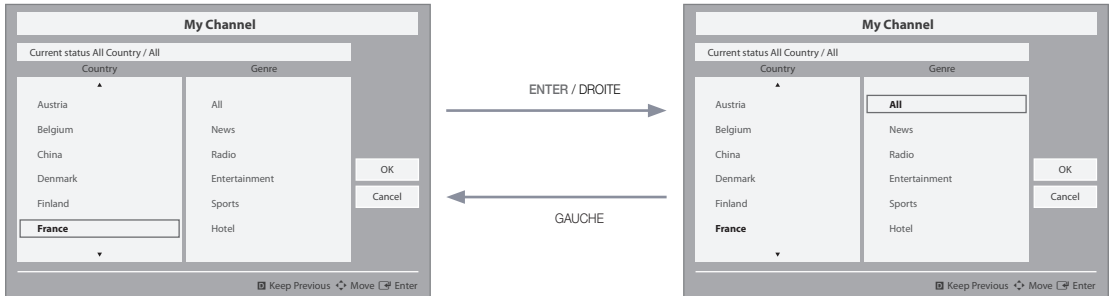 My Channel
Current status All Country / All
Country Genre
Austria All
Belgium News
China Radio
Denmark Entertainment
Finland Sports
France Hotel
OK
Cancel
Keep Previous Move Enter
ENTER / DROITE
GAUCHE
My Channel
Current status All Country / All
Country Genre
Austria All
Belgium News
China Radio
Denmark Entertainment
Finland Sports
France Hotel
OK
Cancel
D Keep Previous Move Enter